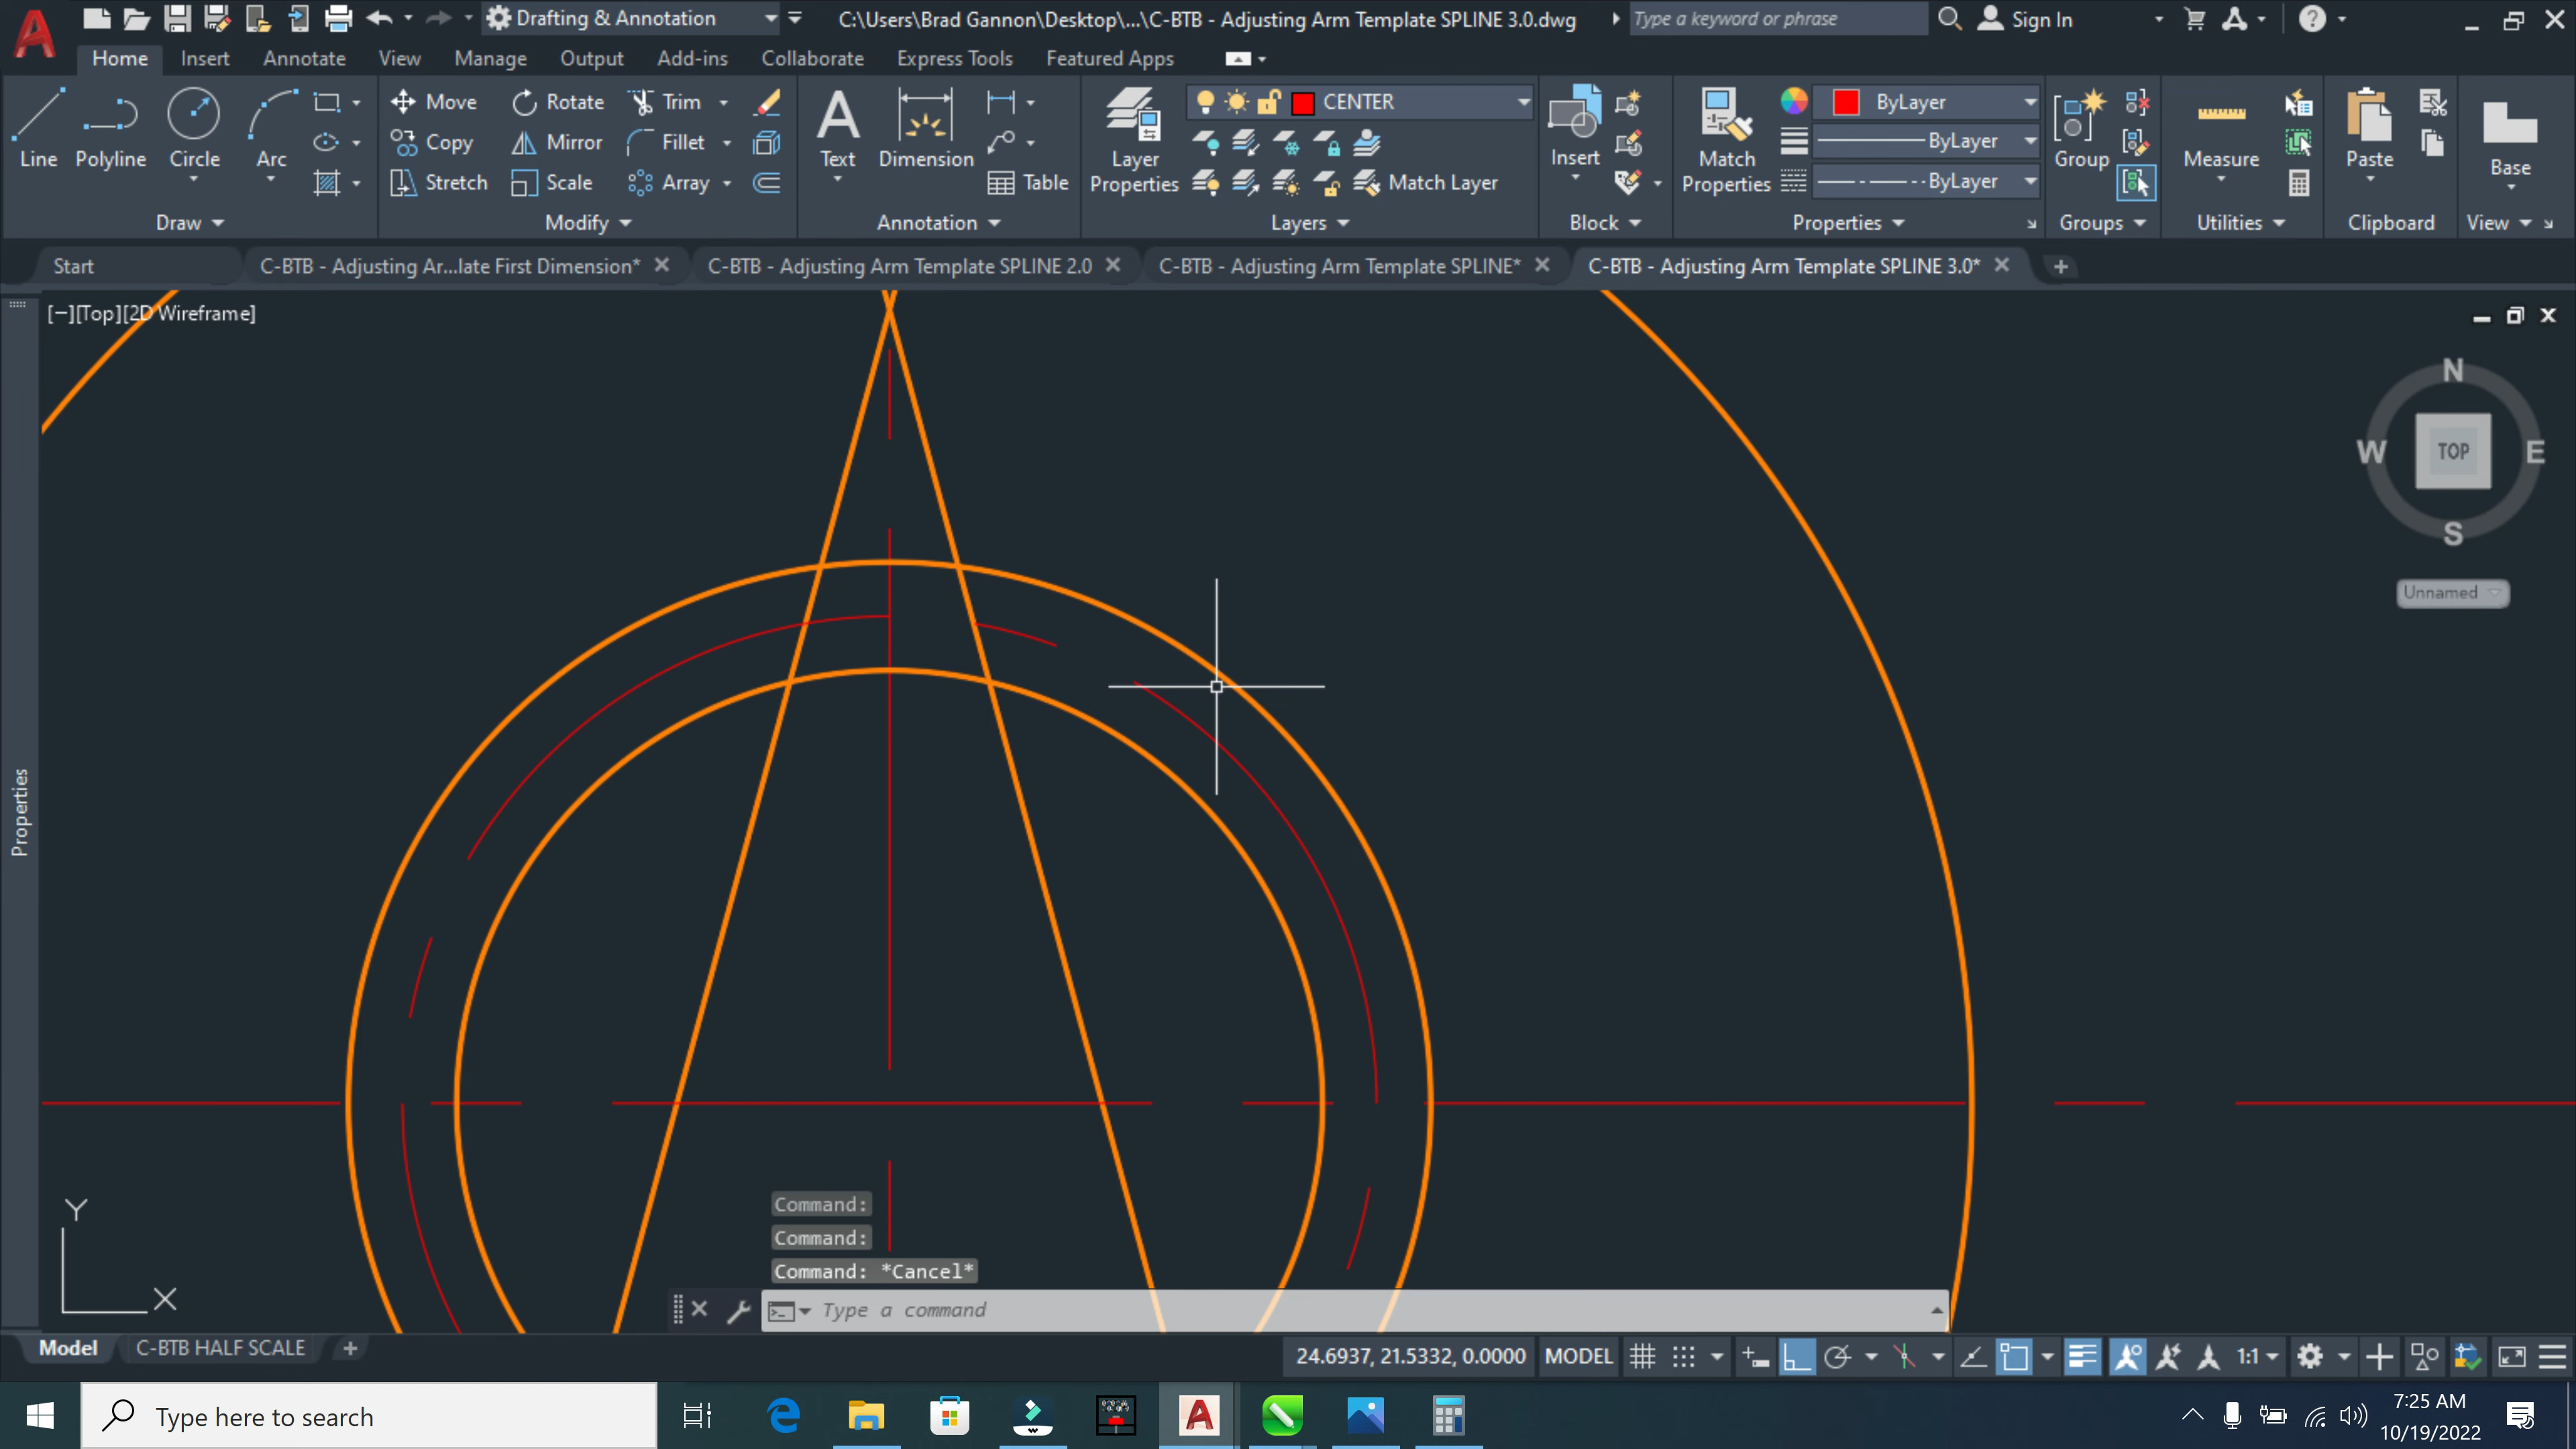 Drafting & Annotation
C:\Users\Brad Gannon\Desktop\...\C-BTB - Adjusting Arm Template SPLINE 3.0.dwg
Type a keyword or phrase
Sign In
Home Insert Annotate View Manage Output Add-ins Collaborate Express Tools Featured Apps
Line Polyline Circle Arc
Draw
Move Rotate Trim
Copy Mirror Fillet
Stretch Scale Array
Modify
Text Dimension Table
Annotation
Layer Properties
CENTER
Match Layer
Layers
Insert
Block
Match Properties
ByLayer
ByLayer
ByLayer
Properties
Group
Groups
Measure
Utilities
Paste
Clipboard
Base
View
Start
C-BTB - Adjusting Ar...late First Dimension*
C-BTB - Adjusting Arm Template SPLINE 2.0
C-BTB - Adjusting Arm Template SPLINE*
C-BTB - Adjusting Arm Template SPLINE 3.0*
[−][Top][2D Wireframe]
N
W TOP E
S
Unnamed
Properties
Y
X
Command:
Command:
Command: *Cancel*
Type a command
Model C-BTB HALF SCALE
24.6937, 21.5332, 0.0000 MODEL 1:1
Type here to search
7:25 AM
10/19/2022